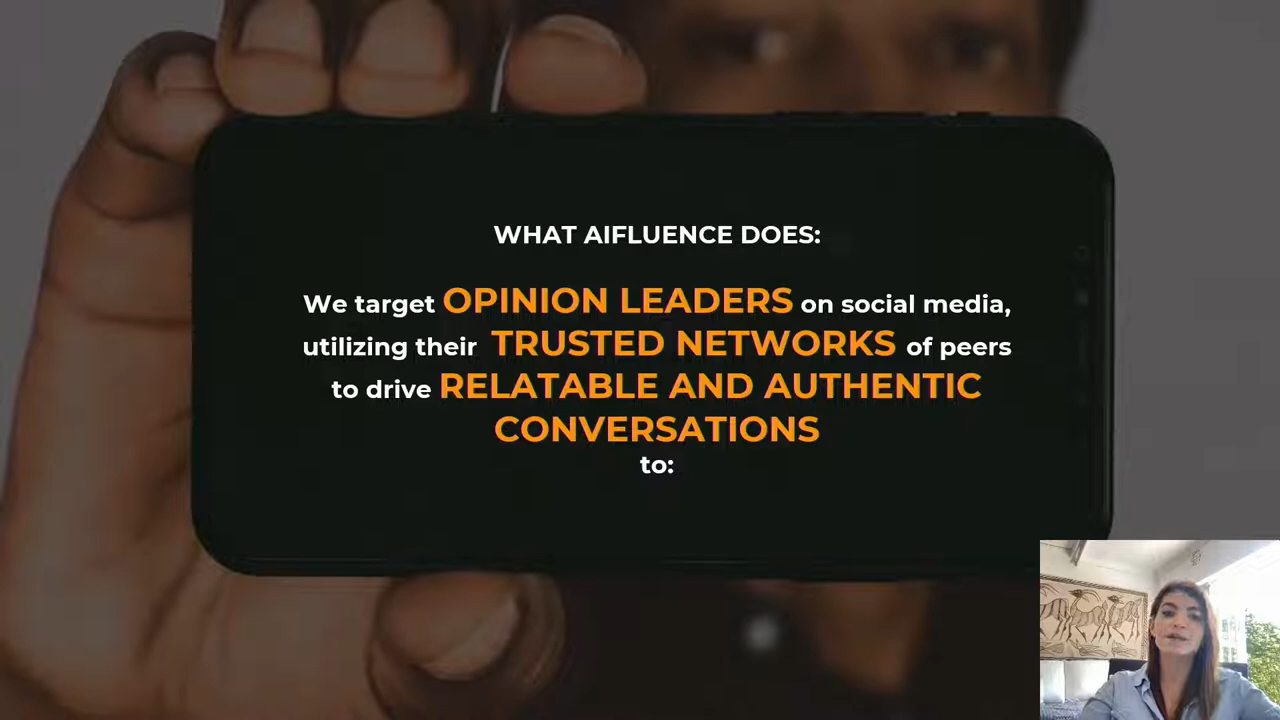 WHAT AIFLUENCE DOES:
We target OPINION LEADERS on social media,
utilizing their TRUSTED NETWORKS of peers
to drive RELATABLE AND AUTHENTIC
CONVERSATIONS
to: